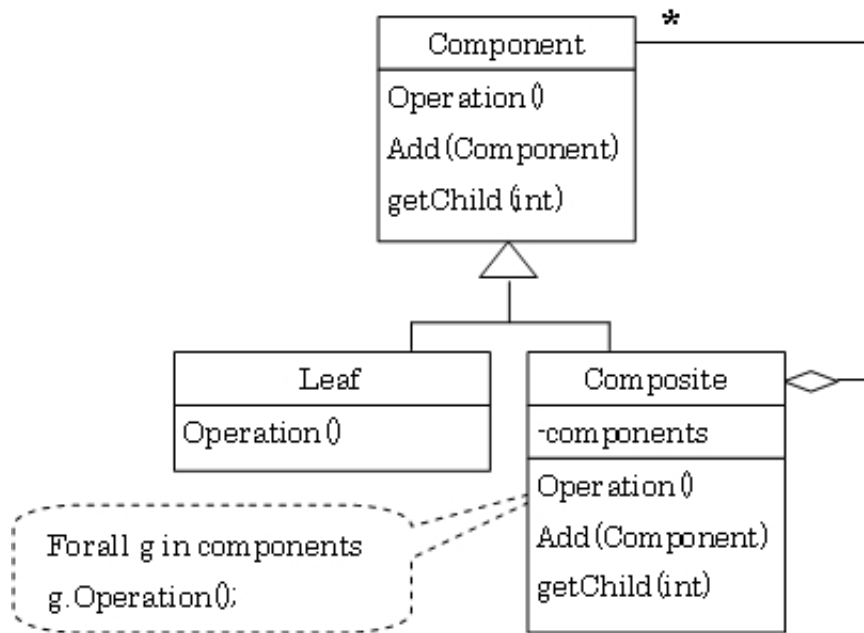 Component
*
Operation()
Add(Component)
getChild(int)
Leaf
Operation()
Composite
-components
Operation()
Add(Component)
getChild(int)
Forall g in components
g.Operation();